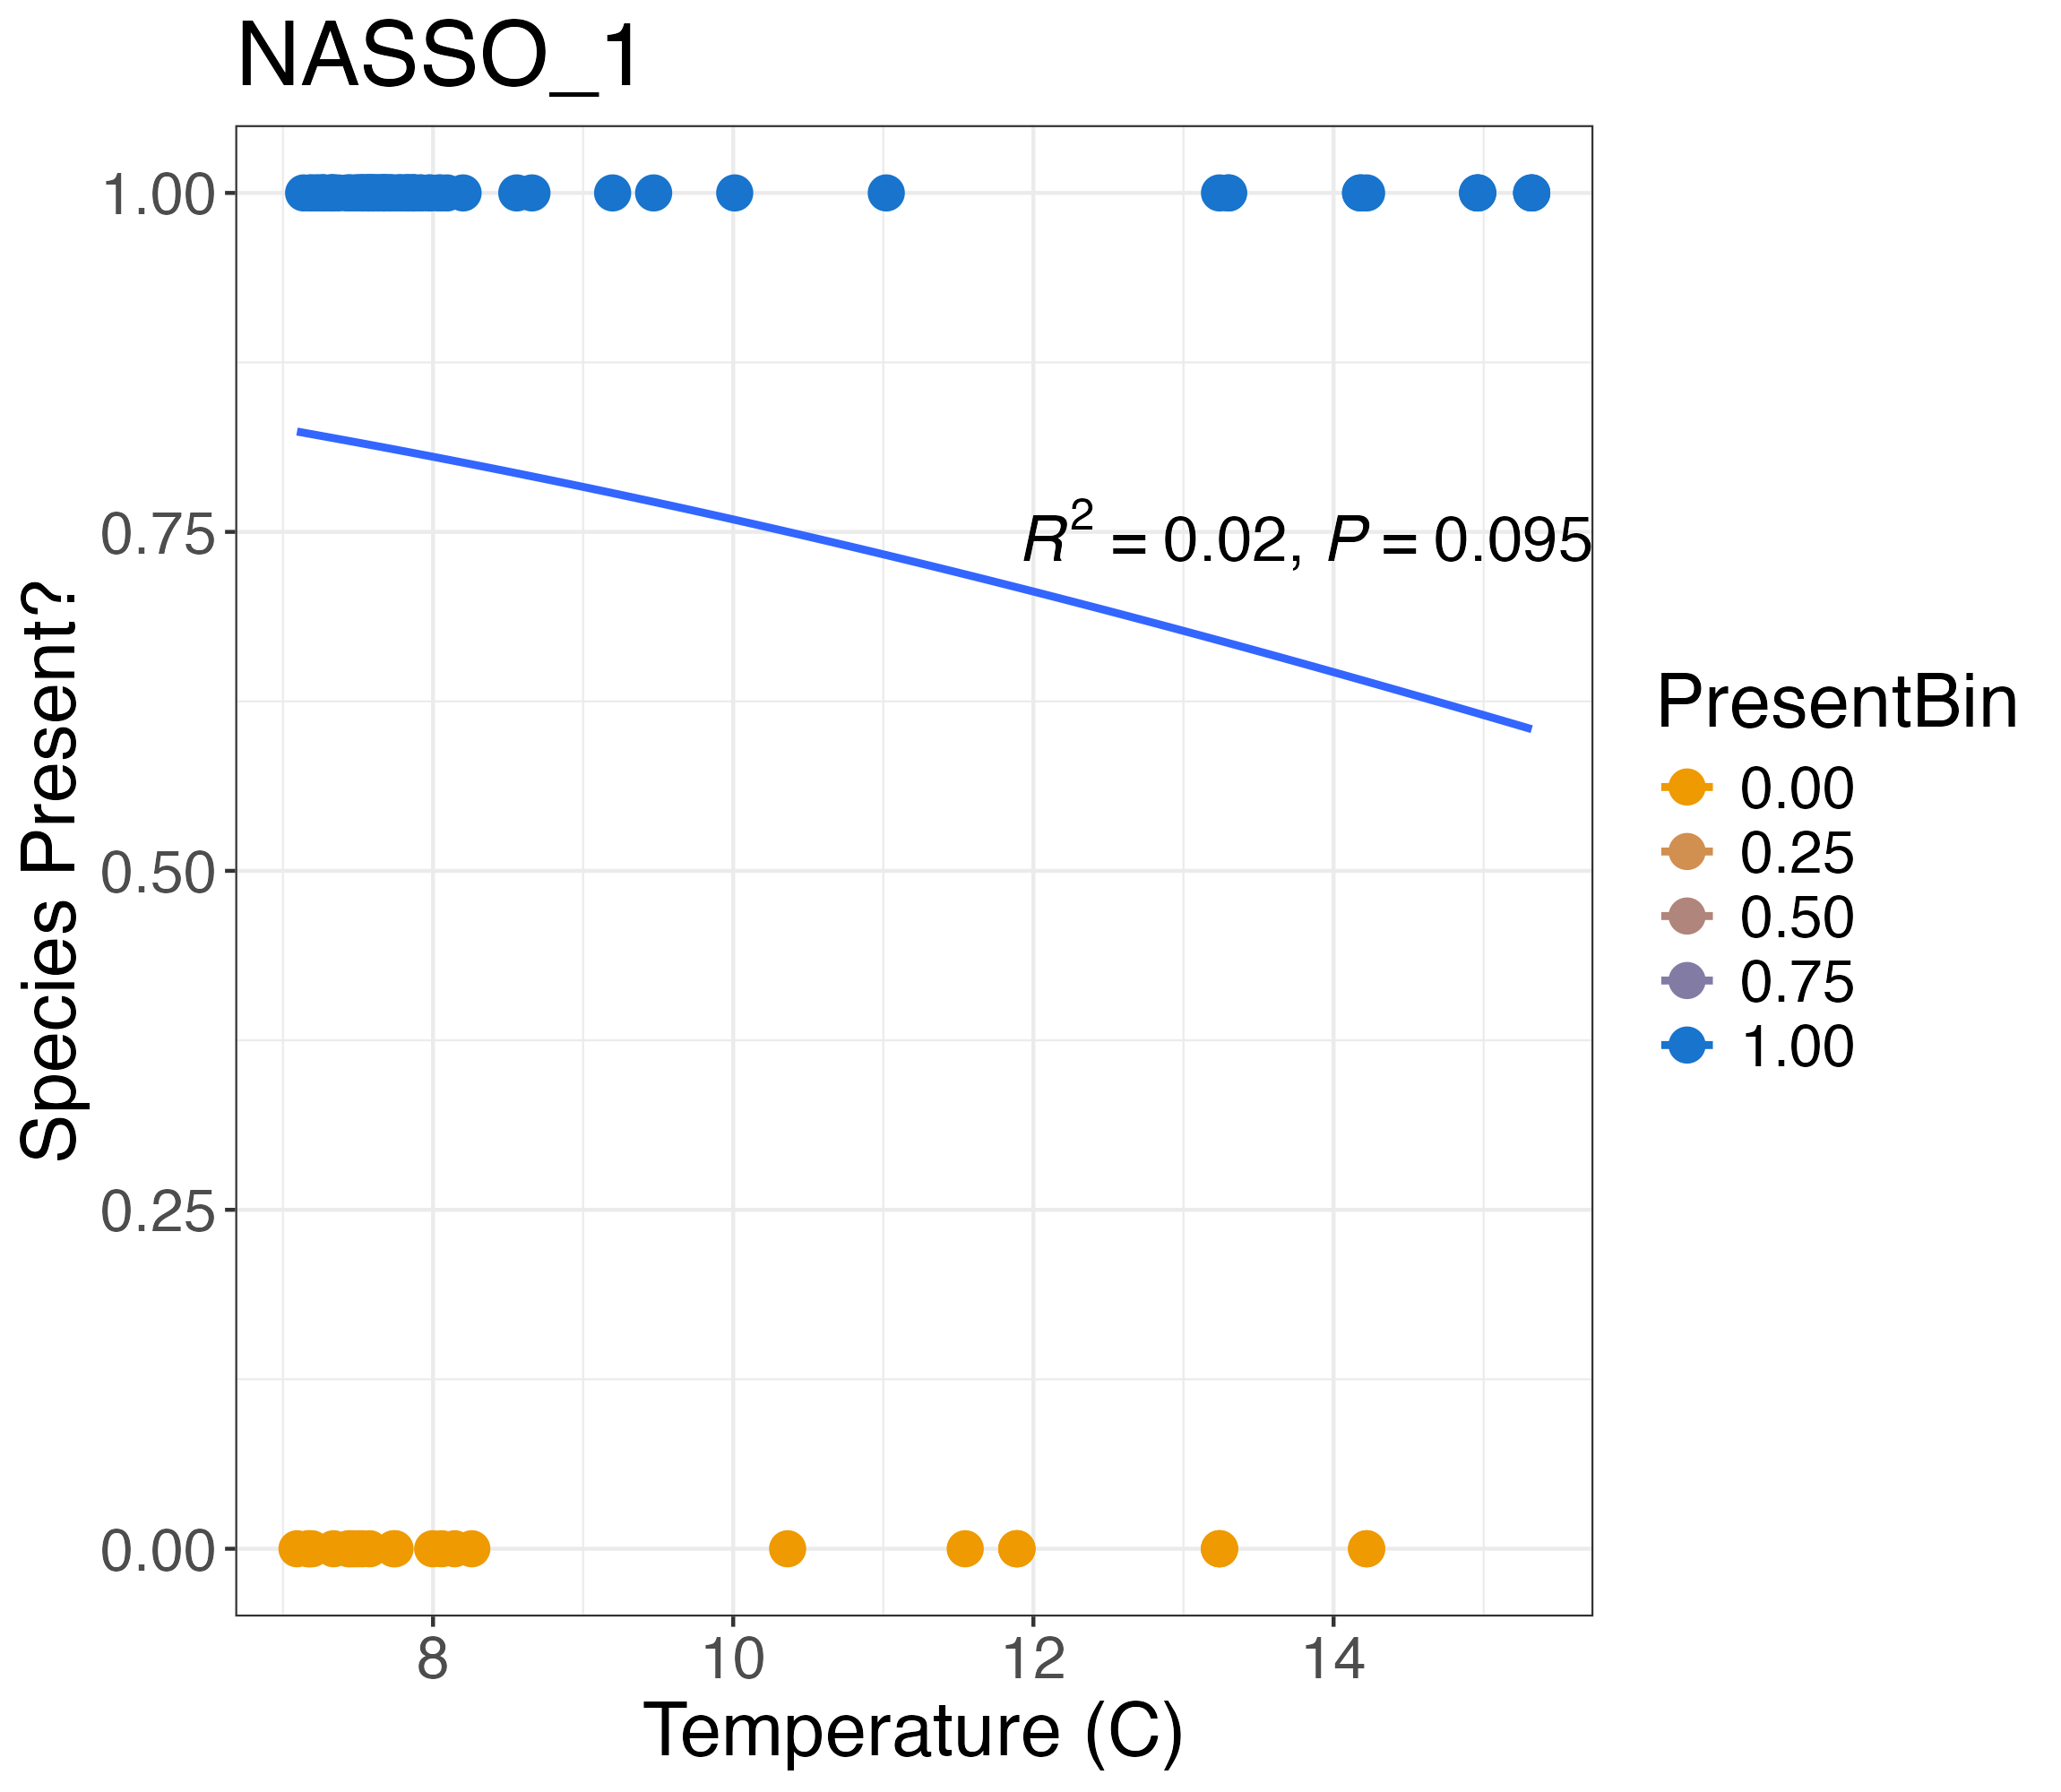 NASSO_1
1.00
0.75
0.50
0.25
0.00
Species Present?
R² = 0.02, P = 0.095
8 10 12 14
Temperature (C)
PresentBin
0.00
0.25
0.50
0.75
1.00